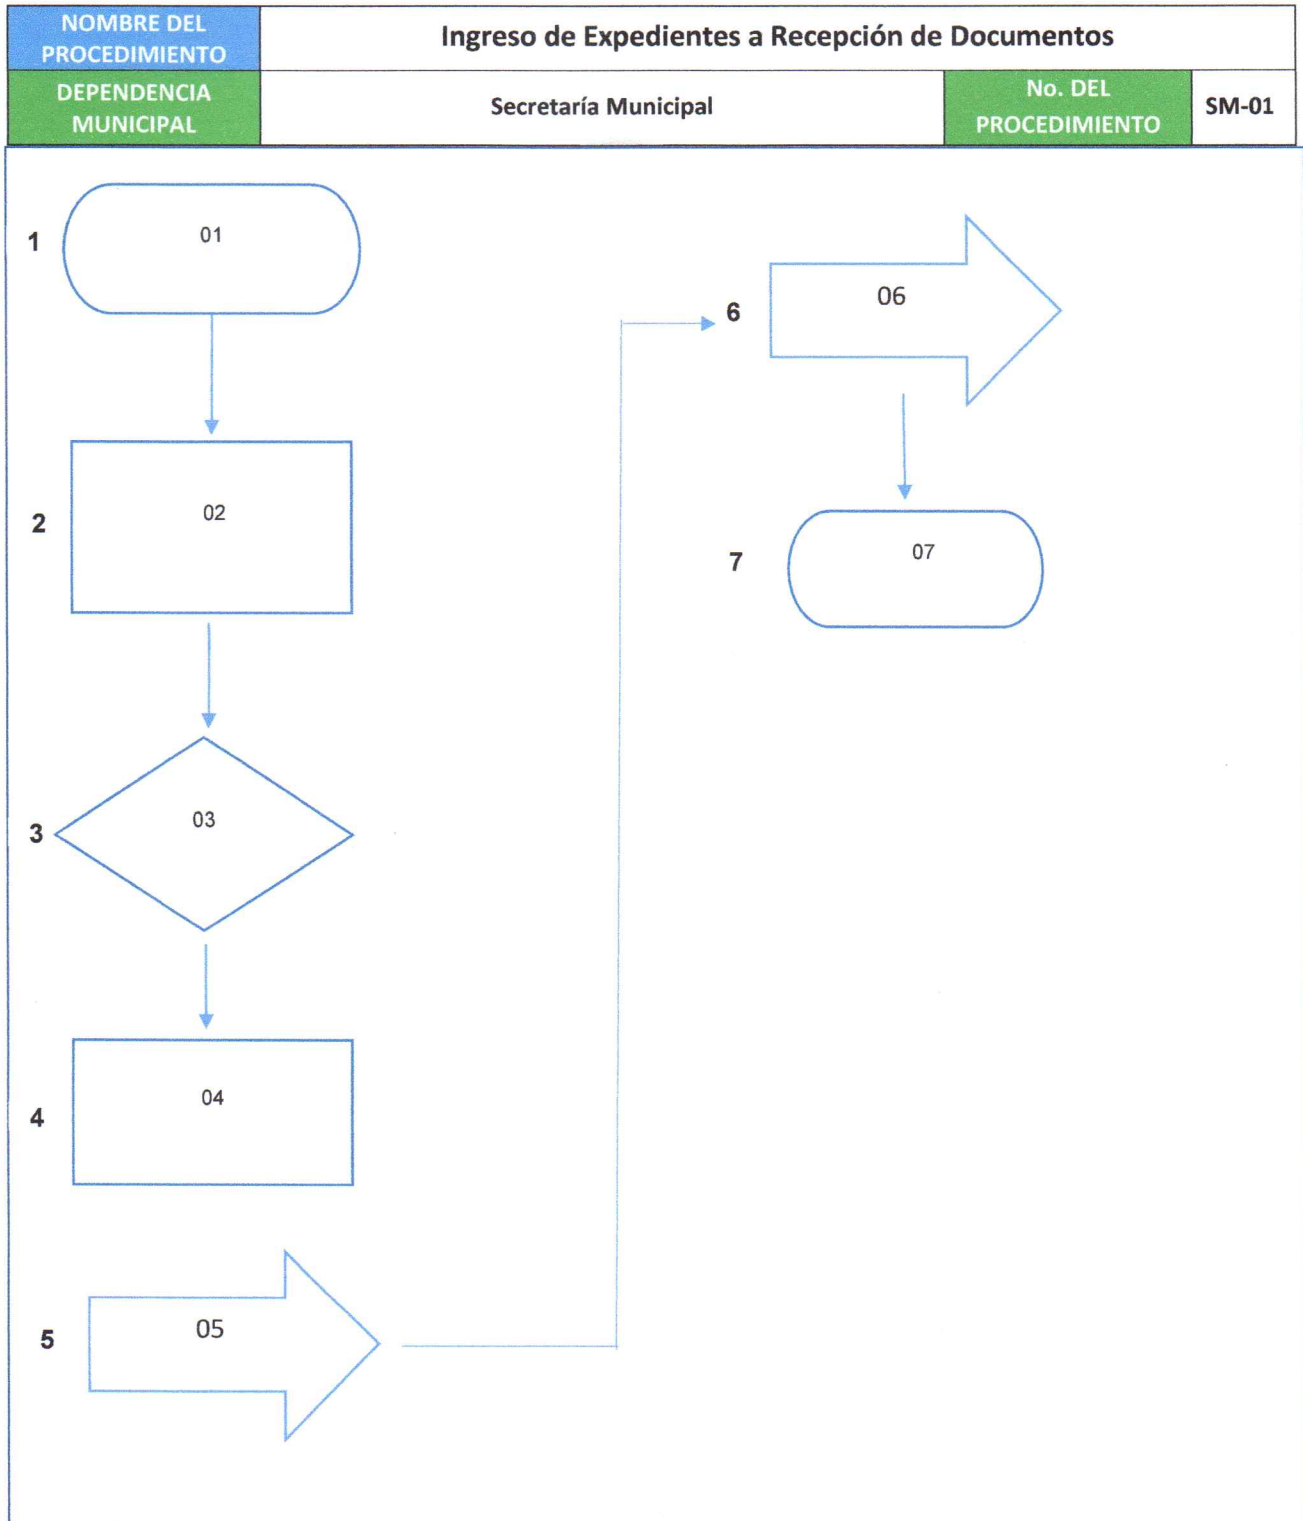 NOMBRE DEL
PROCEDIMIENTO
Ingreso de Expedientes a Recepción de Documentos
DEPENDENCIA
MUNICIPAL
Secretaría Municipal
No. DEL
PROCEDIMIENTO
SM-01
1
01
2
02
3
03
4
04
5
05
6
06
7
07